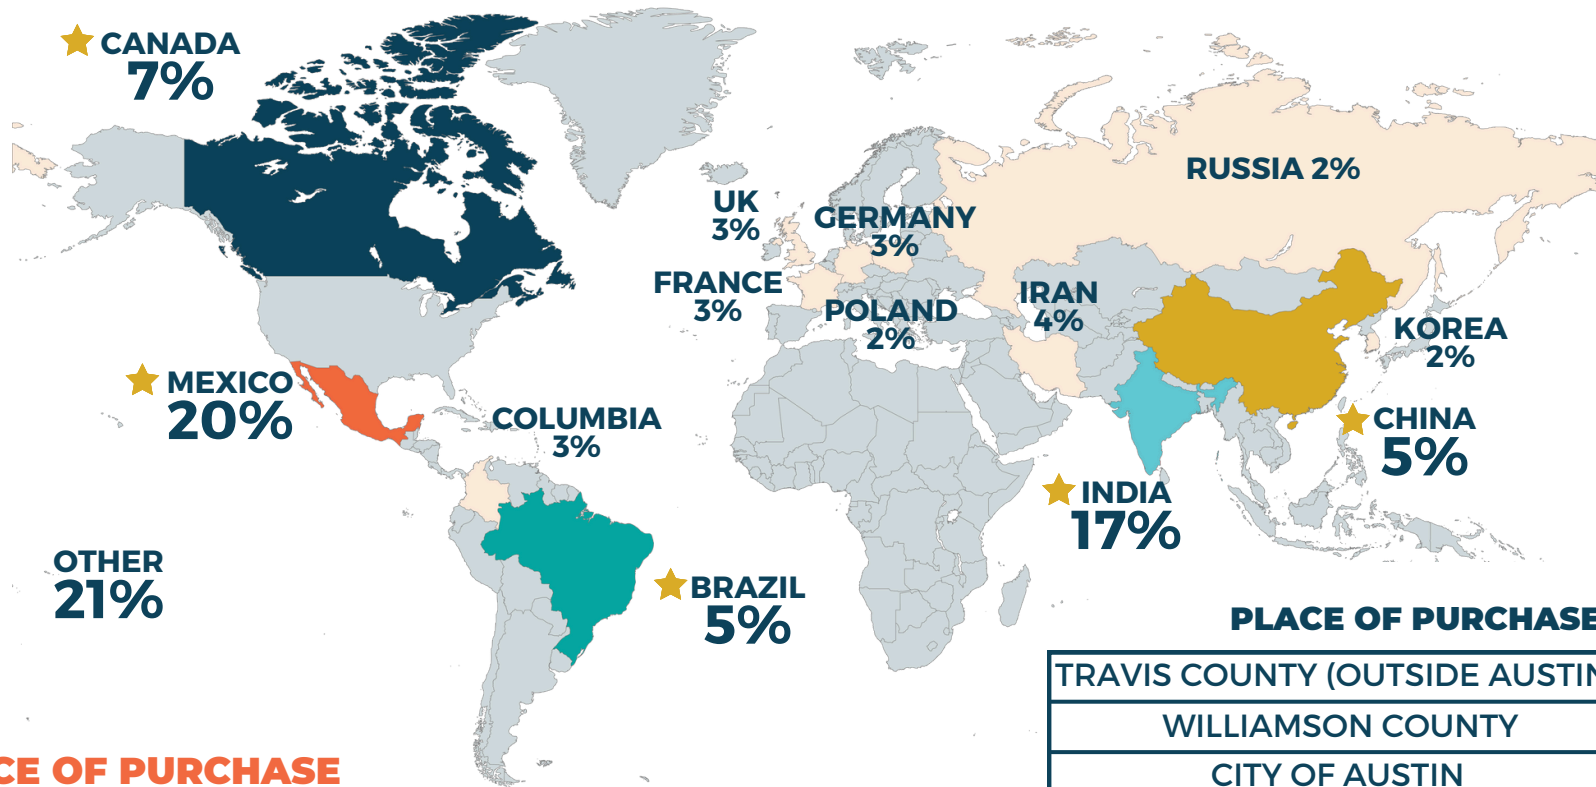 CANADA
7%
RUSSIA 2%
UK
3%
GERMANY
3%
FRANCE
3%
POLAND
2%
IRAN
4%
KOREA
2%
MEXICO
20%
COLUMBIA
3%
CHINA
5%
INDIA
17%
OTHER
21%
BRAZIL
5%
PLACE OF PURCHASE
TRAVIS COUNTY (OUTSIDE AUSTIN
WILLIAMSON COUNTY
CITY OF AUSTIN
CE OF PURCHASE